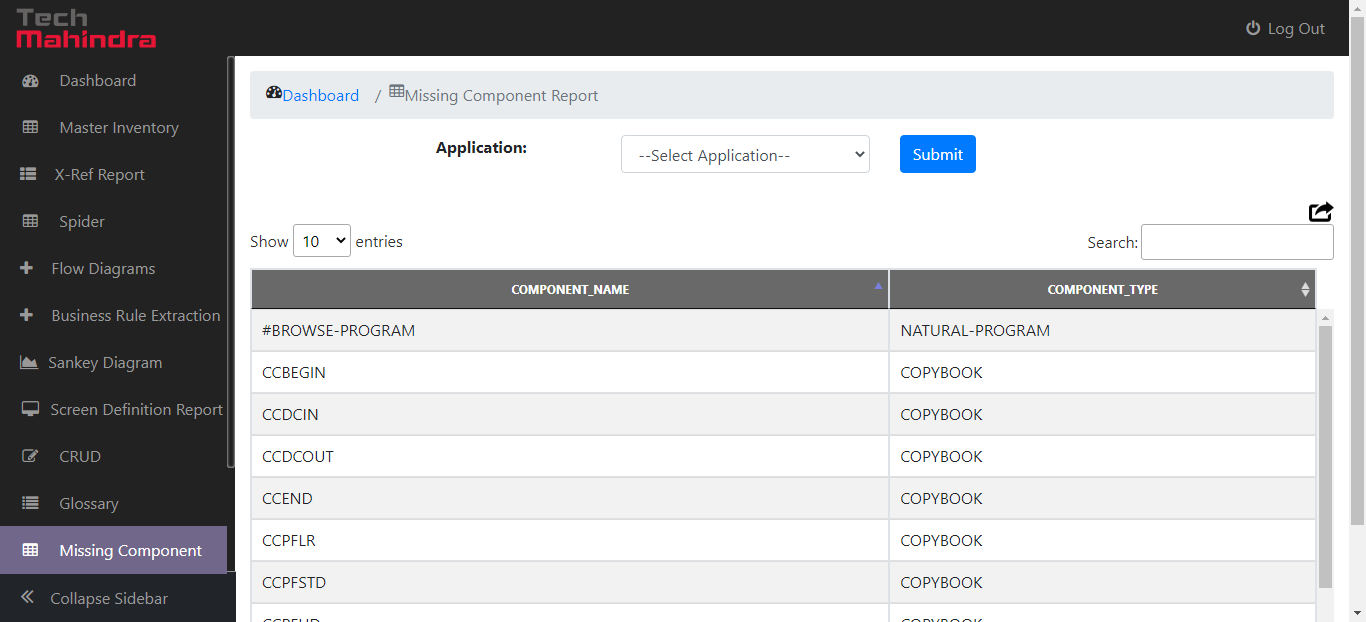 Tech
Mahindra
Log Out
Dashboard
Master Inventory
X-Ref Report
Spider
Flow Diagrams
Business Rule Extraction
Sankey Diagram
Screen Definition Report
CRUD
Glossary
Missing Component
Collapse Sidebar
Dashboard / Missing Component Report
Application: --Select Application-- Submit
Show 10 entries Search:
COMPONENT_NAME COMPONENT_TYPE
#BROWSE-PROGRAM NATURAL-PROGRAM
CCBEGIN COPYBOOK
CCDCIN COPYBOOK
CCDCOUT COPYBOOK
CCEND COPYBOOK
CCPFLR COPYBOOK
CCPFSTD COPYBOOK
COPYBOOK